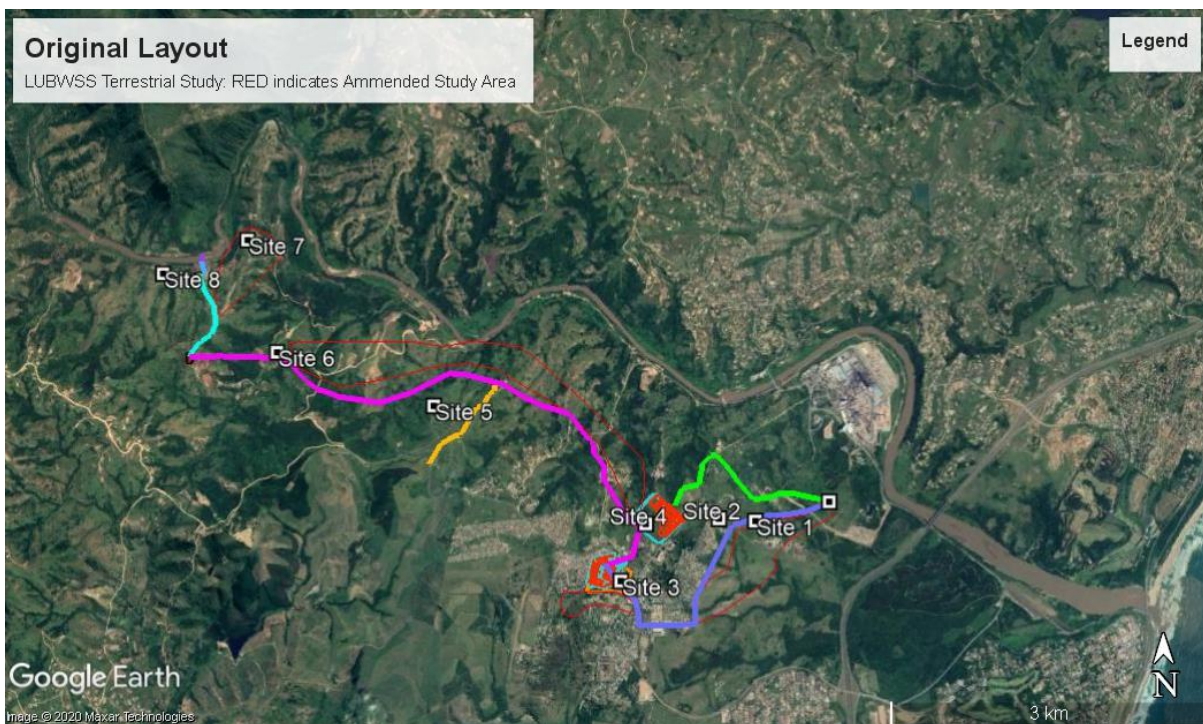 Original Layout
LUBWSS Terrestrial Study: RED indicates Ammended Study Area
Legend
Site 7
Site 8
Site 6
Site 5
Site 4
Site 2
Site 1
Site 3
Google Earth
Image © 2020 Maxar Technologies
3 km
N